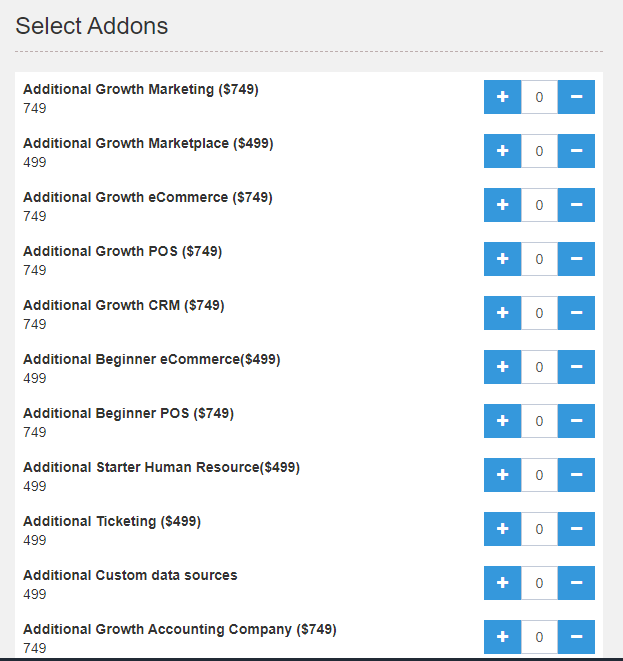 Select Addons
Additional Growth Marketing ($749)
749
+ 0 −
Additional Growth Marketplace ($499)
499
+ 0 −
Additional Growth eCommerce ($749)
749
+ 0 −
Additional Growth POS ($749)
749
+ 0 −
Additional Growth CRM ($749)
749
+ 0 −
Additional Beginner eCommerce($499)
499
+ 0 −
Additional Beginner POS ($749)
749
+ 0 −
Additional Starter Human Resource($499)
499
+ 0 −
Additional Ticketing ($499)
499
+ 0 −
Additional Custom data sources
499
+ 0 −
Additional Growth Accounting Company ($749)
749
+ 0 −